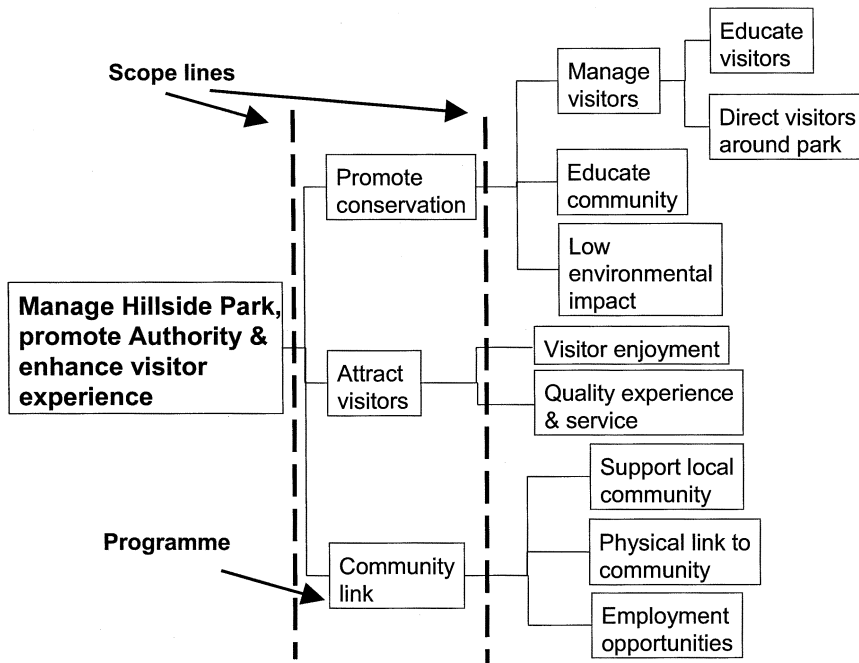 Scope lines
Educate
visitors
Manage
visitors
Direct visitors
around park
Promote
conservation
Educate
community
Low
environmental
impact
Manage Hillside Park,
promote Authority &
enhance visitor
experience
Attract
visitors
Visitor enjoyment
Quality experience
& service
Support local
community
Programme
Community
link
Physical link to
community
Employment
opportunities